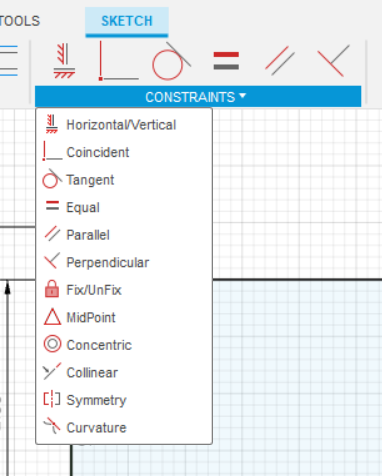 TOOLS
SKETCH
CONSTRAINTS
Horizontal/Vertical
Coincident
Tangent
Equal
Parallel
Perpendicular
Fix/UnFix
MidPoint
Concentric
Collinear
Symmetry
Curvature